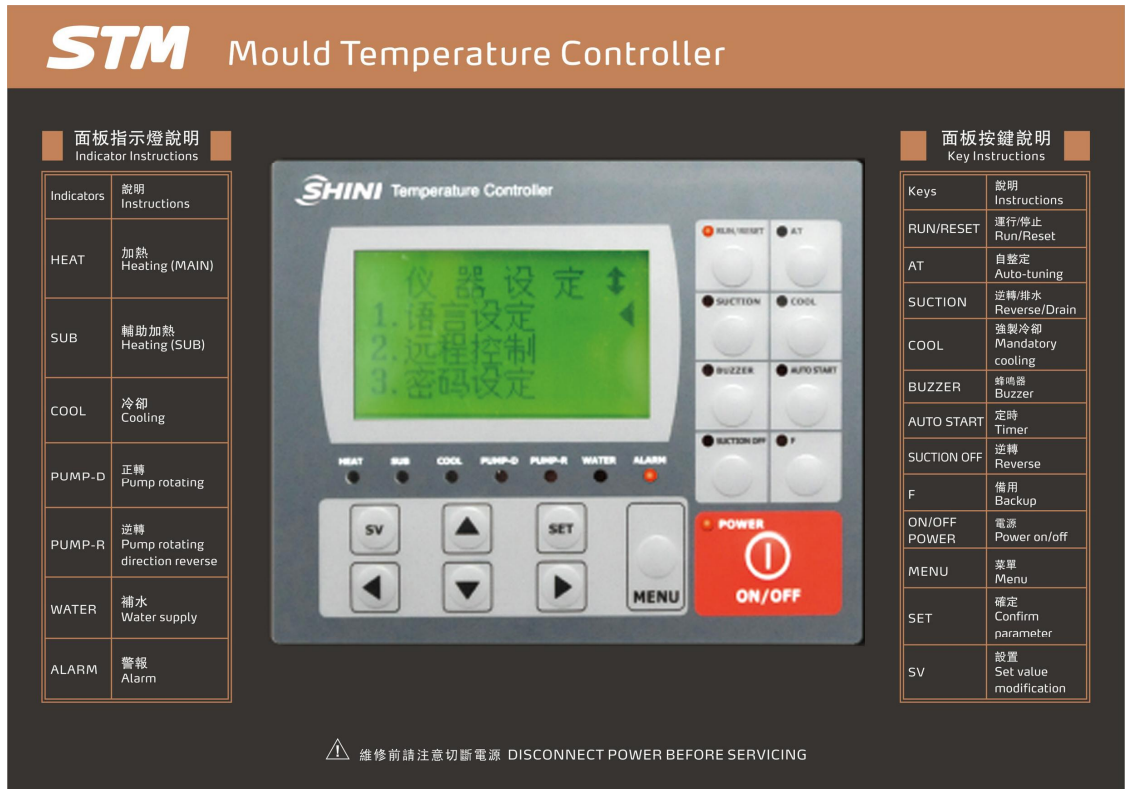 STM Mould Temperature Controller
面板指示燈說明
Indicator Instructions
Indicators
說明
Instructions
HEAT
加熱
Heating (MAIN)
SUB
輔助加熱
Heating (SUB)
COOL
冷卻
Cooling
PUMP-D
正轉
Pump rotating
PUMP-R
逆轉
Pump rotating
direction reverse
WATER
補水
Water supply
ALARM
警報
Alarm
SHINI Temperature Controller
仪器设定
1.语言设定
2.远程控制
3.密码设定
RUN/RESET AT
SUCTION COOL
BUZZER AUTO START
SUCTION OFF F
HEAT SUB COOL PUMP-D PUMP-R WATER ALARM
SV SET
MENU
POWER
ON/OFF
面板按鍵說明
Key Instructions
Keys
說明
Instructions
RUN/RESET
運行/停止
Run/Reset
AT
自整定
Auto-tuning
SUCTION
逆轉/排水
Reverse/Drain
COOL
強製冷卻
Mandatory
cooling
BUZZER
蜂鳴器
Buzzer
AUTO START
定時
Timer
SUCTION OFF
逆轉
Reverse
F
備用
Backup
ON/OFF
POWER
電源
Power on/off
MENU
菜單
Menu
SET
確定
Confirm
parameter
SV
設置
Set value
modification
維修前請注意切斷電源 DISCONNECT POWER BEFORE SERVICING